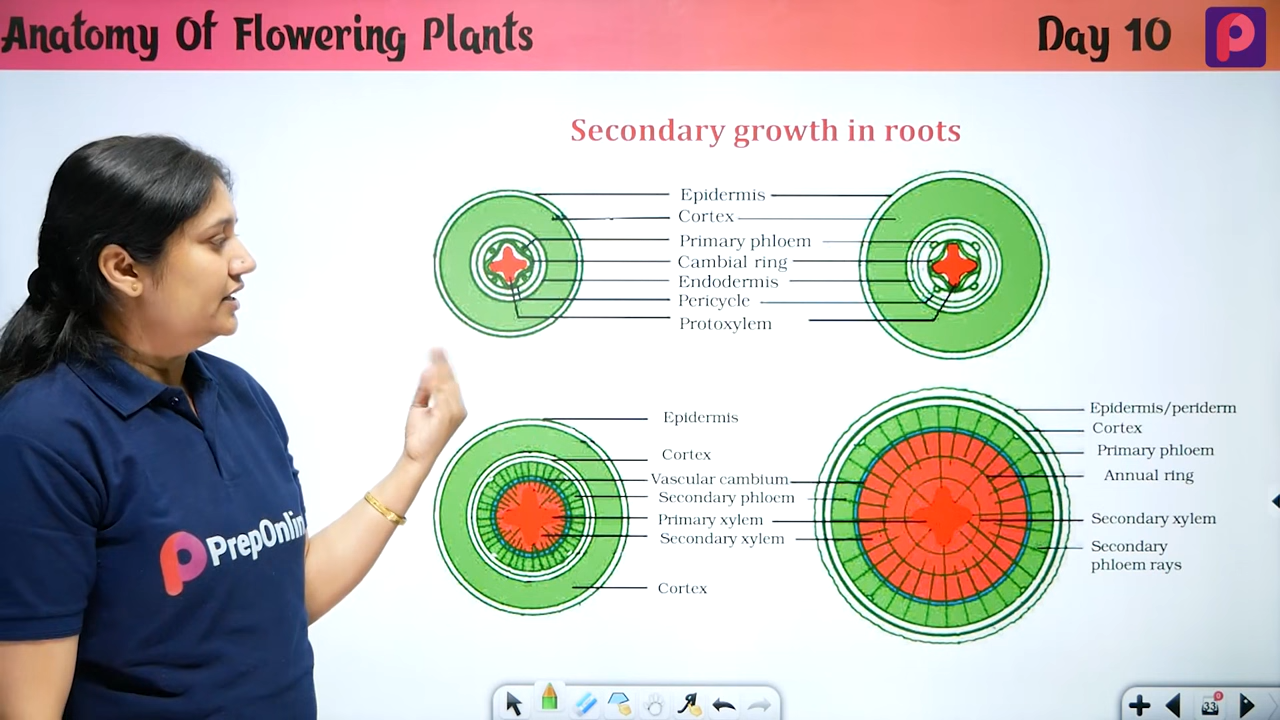 Anatomy Of Flowering Plants
Day 10
Secondary growth in roots
Epidermis
Cortex
Primary phloem
Cambial ring
Endodermis
Pericycle
Protoxylem
Epidermis
Cortex
Vascular cambium
Secondary phloem
Primary xylem
Secondary xylem
Cortex
Epidermis/periderm
Cortex
Primary phloem
Annual ring
Secondary xylem
Secondary
phloem rays
PrepOnlin
33